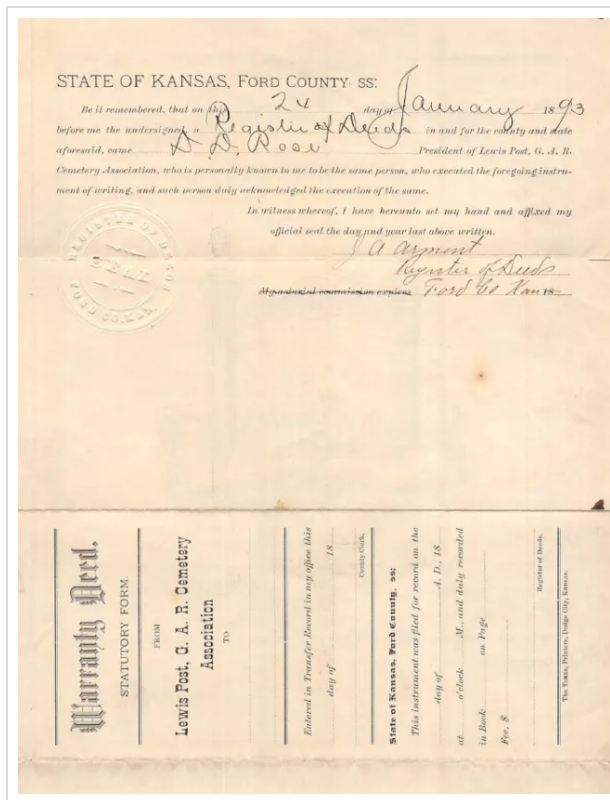 STATE OF KANSAS, FORD COUNTY, SS:
Be it remembered, that on this 24 day of January 1893
before me the undersigned, a Register of Deeds in and for the county and state
aforesaid, came D. D. Rose President of Lewis Post, G. A. R.
Cemetery Association, who is personally known to me to be the same person, who executed the foregoing instru-
ment of writing, and such person duly acknowledged the execution of the same.
In witness whereof, I have hereunto set my hand and affixed my
official seal the day and year last above written.
J A Armont
Register of Deeds
My notarial commission expires Ford Co Kan 18
REGISTER OF DEEDS
SEAL
FORD CO. KAN.
Warranty Deed.
STATUTORY FORM.
FROM
Lewis Post, G. A. R. Cemetery
Association
TO
Entered in Transfer Record in my office this
day of 18
County Clerk.
State of Kansas, Ford County, ss:
This instrument was filed for record on the
day of A. D., 18
at o'clock M., and duly recorded
in Book on Page
Fee, $
Register of Deeds.
The Times, Printers, Dodge City, Kansas.